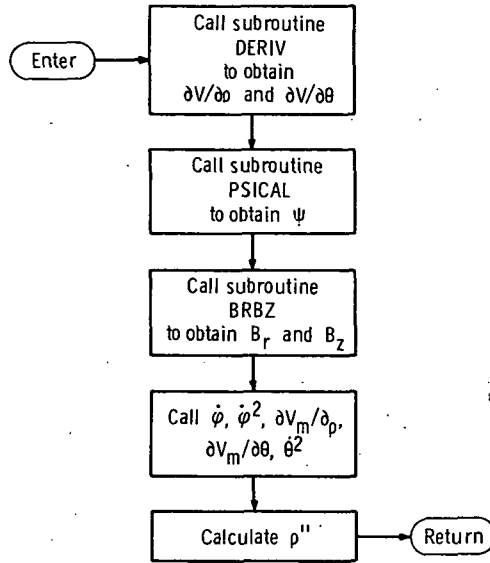 Enter
Call subroutine
DERIV
to obtain
∂V/∂ρ and ∂V/∂θ
Call subroutine
PSICAL
to obtain ψ
Call subroutine
BRBZ
to obtain B_r and B_z
Call φ̇, φ̇², ∂V_m/∂_ρ,
∂V_m/∂θ, θ̇²
Calculate ρ''
Return